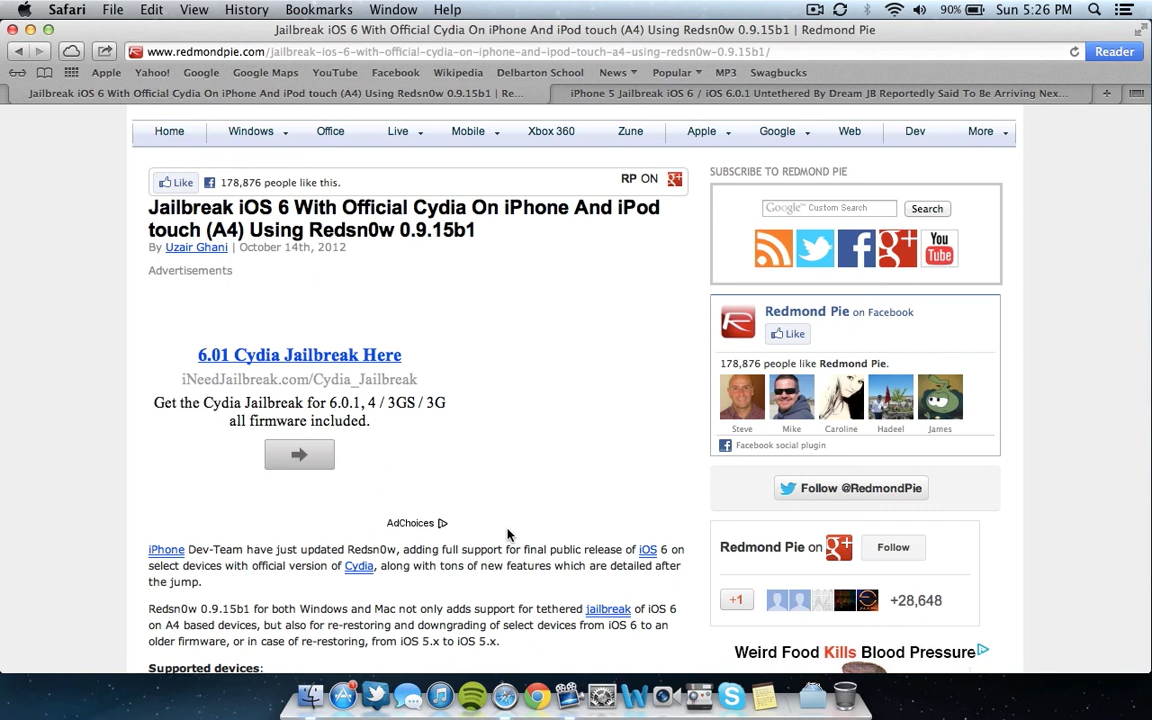 Safari File Edit View History Bookmarks Window Help 90% Sun 5:26 PM
Jailbreak iOS 6 With Official Cydia On iPhone And iPod touch (A4) Using Redsn0w 0.9.15b1 | Redmond Pie
www.redmondpie.com/jailbreak-ios-6-with-official-cydia-on-iphone-and-ipod-touch-a4-using-redsn0w-0.9.15b1/ Reader
Apple Yahoo! Google Google Maps YouTube Facebook Wikipedia Delbarton School News Popular MP3 Swagbucks
Jailbreak iOS 6 With Official Cydia On iPhone And iPod touch (A4) Using Redsn0w 0.9.15b1 | Re... iPhone 5 Jailbreak iOS 6 / iOS 6.0.1 Untethered By Dream JB Reportedly Said To Be Arriving Nex...
Home Windows Office Live Mobile Xbox 360 Zune Apple Google Web Dev More
Like 178,876 people like this. RP ON g+
Jailbreak iOS 6 With Official Cydia On iPhone And iPod
touch (A4) Using Redsn0w 0.9.15b1
By Uzair Ghani | October 14th, 2012
Advertisements
6.01 Cydia Jailbreak Here
iNeedJailbreak.com/Cydia_Jailbreak
Get the Cydia Jailbreak for 6.0.1, 4 / 3GS / 3G
all firmware included.
AdChoices
iPhone Dev-Team have just updated Redsn0w, adding full support for final public release of iOS 6 on
select devices with official version of Cydia, along with tons of new features which are detailed after
the jump.
Redsn0w 0.9.15b1 for both Windows and Mac not only adds support for tethered jailbreak of iOS 6
on A4 based devices, but also for re-restoring and downgrading of select devices from iOS 6 to an
older firmware, or in case of re-restoring, from iOS 5.x to iOS 5.x.
Supported devices:
SUBSCRIBE TO REDMOND PIE
Google Custom Search Search
f g+ You Tube
Redmond Pie on Facebook
Like
178,876 people like Redmond Pie.
Steve Mike Caroline Hadeel James
Facebook social plugin
Follow @RedmondPie
Redmond Pie on g+ Follow
+1 +28,648
Weird Food Kills Blood Pressure